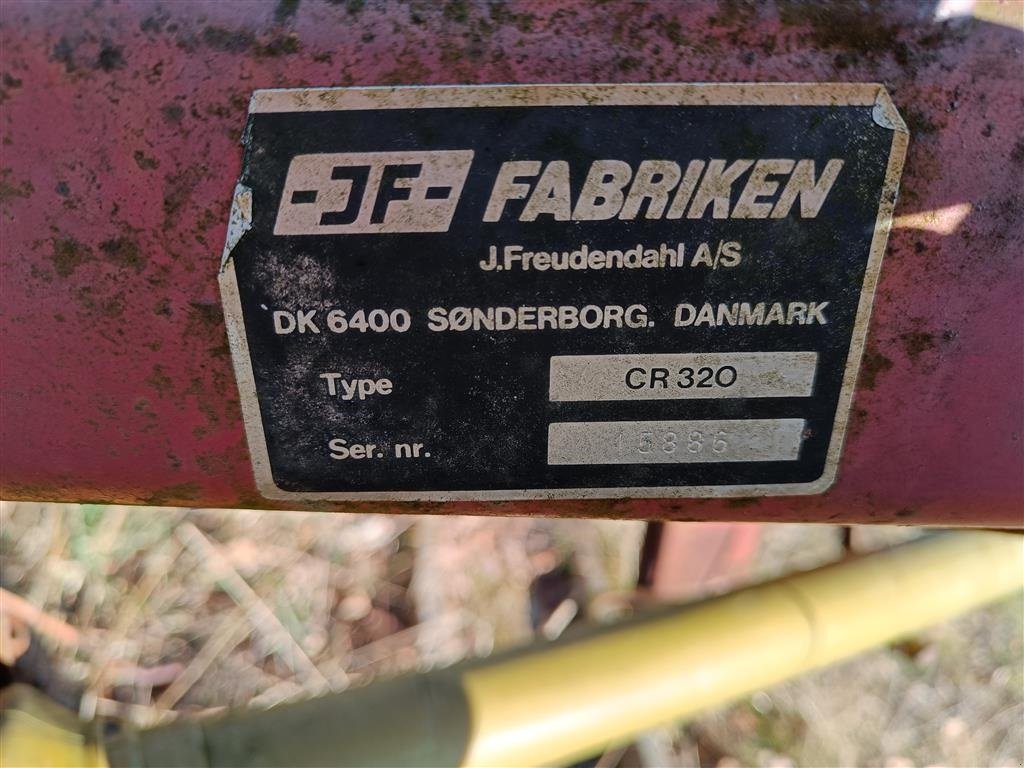 -JF- FABRIKEN
J.Freudendahl A/S
DK 6400 SØNDERBORG. DANMARK
Type CR 320
Ser. nr. 15886